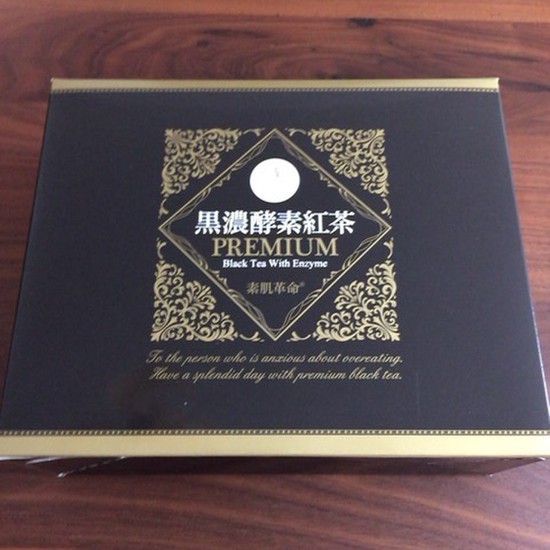 黒濃酵素紅茶
PREMIUM
Black Tea With Enzyme
素肌革命®
To the person who is anxious about overeating.
Have a splendid day with premium black tea.